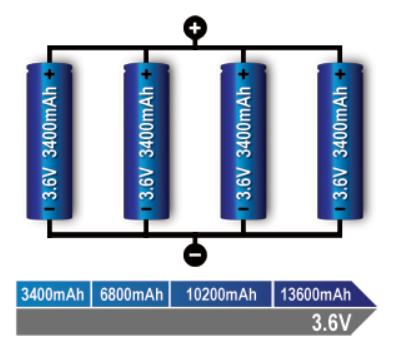 +
+ + + +
3.6V 3400mAh
3.6V 3400mAh
3.6V 3400mAh
3.6V 3400mAh
− − − −
−
3400mAh 6800mAh 10200mAh 13600mAh
3.6V